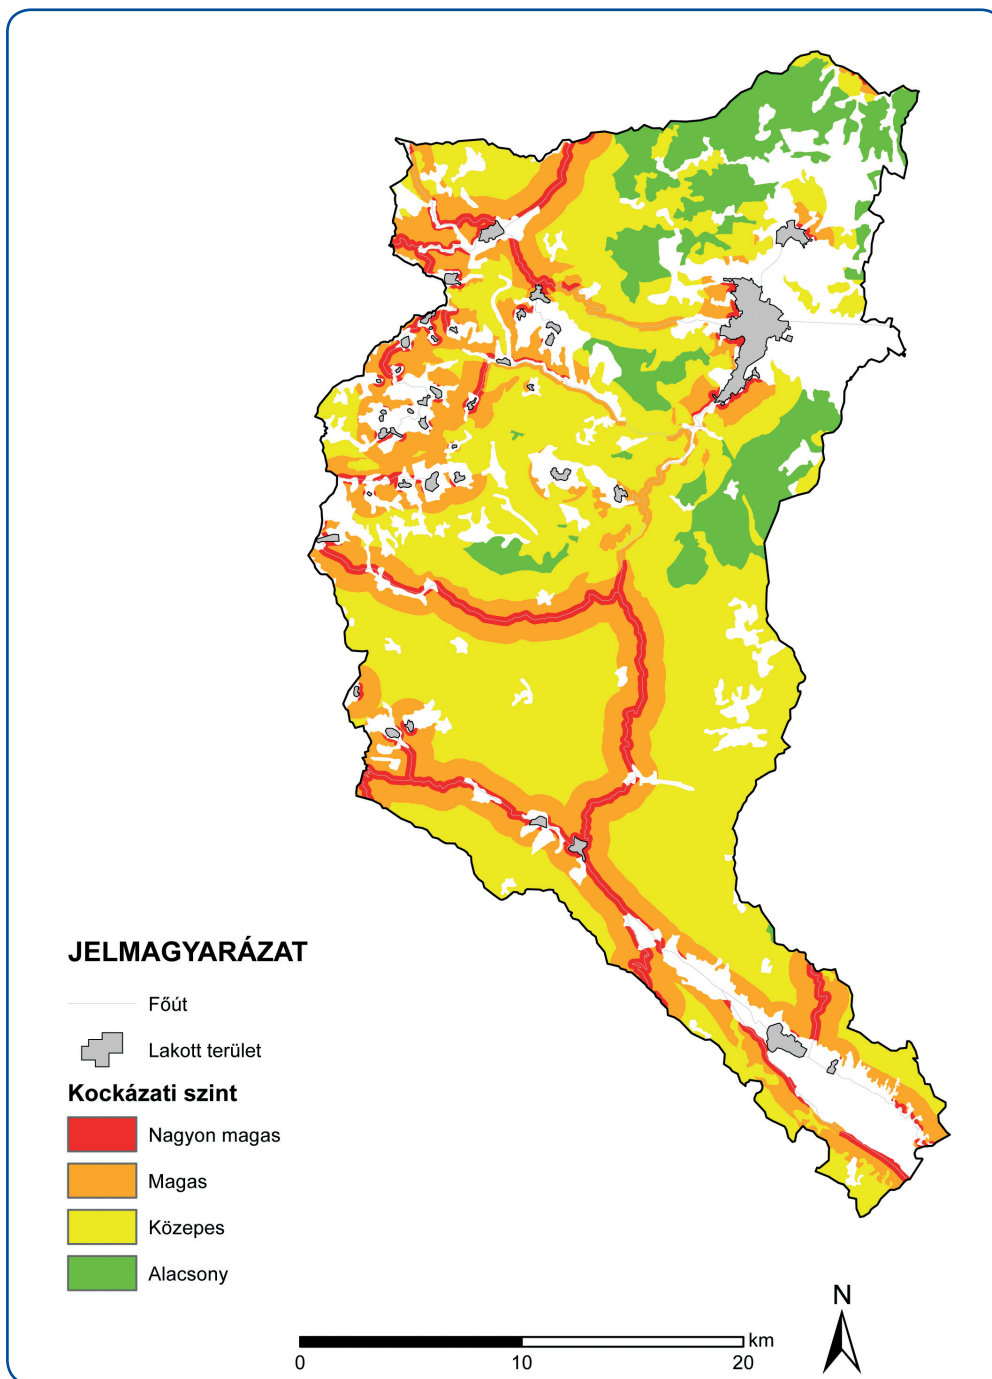 JELMAGYARÁZAT
Főút
Lakott terület
Kockázati szint
Nagyon magas
Magas
Közepes
Alacsony
N
km
0 10 20